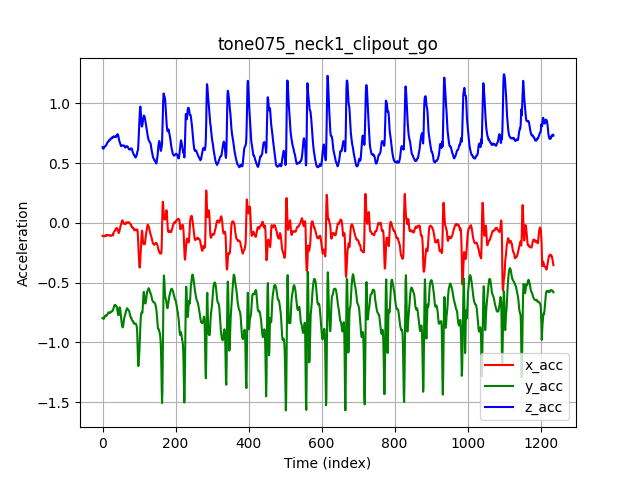 tone075_neck1_clipout_go
1.0
0.5
0.0
−0.5
−1.0
−1.5
Acceleration
0
200
400
600
800
1000
1200
Time (index)
x_acc
y_acc
z_acc